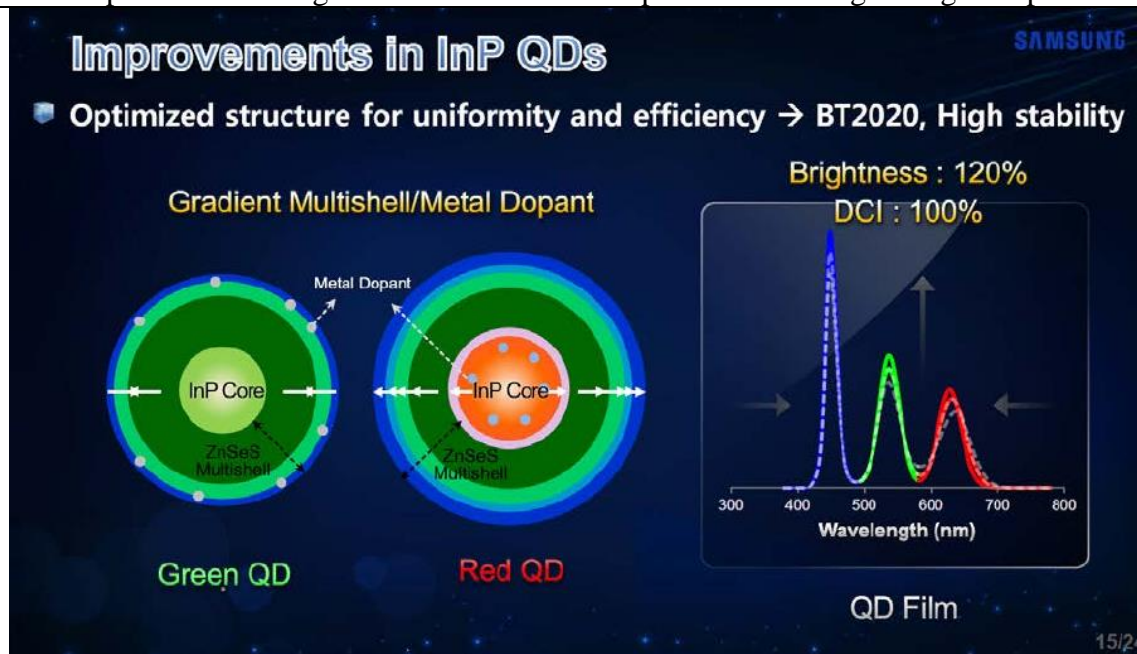 SAMSUNG
Improvements in InP QDs
Optimized structure for uniformity and efficiency → BT2020, High stability
Gradient Multishell/Metal Dopant
Metal Dopant
InP Core
ZnSeS
Multishell
Green QD
InP Core
ZnSeS
Multishell
Red QD
Brightness : 120%
DCI : 100%
300 400 500 600 700 800
Wavelength (nm)
QD Film